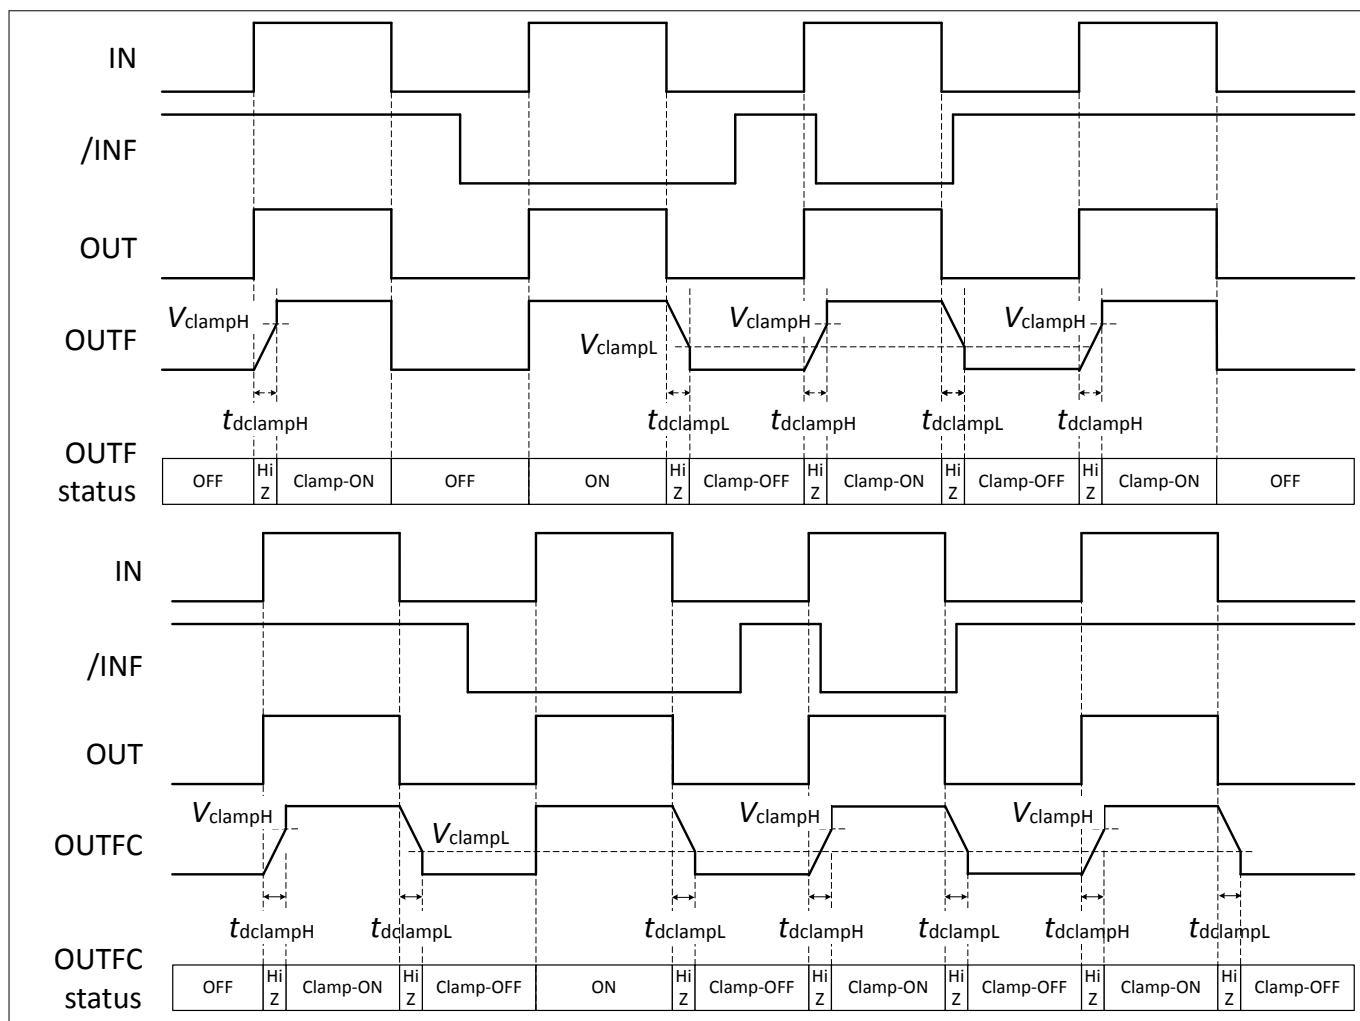 IN
/INF
OUT
VclampH VclampH VclampH
OUTF
VclampL
tdclampH tdclampL tdclampH tdclampL tdclampH
OUTF status
OFF Hi Z Clamp-ON OFF ON Hi Z Clamp-OFF Hi Z Clamp-ON Hi Z Clamp-OFF Hi Z Clamp-ON OFF
IN
/INF
OUT
VclampH VclampH VclampH
VclampL
OUTFC
tdclampH tdclampL tdclampL tdclampH tdclampL tdclampH tdclampL
OUTFC status
OFF Hi Z Clamp-ON Hi Z Clamp-OFF ON Hi Z Clamp-OFF Hi Z Clamp-ON Hi Z Clamp-OFF Hi Z Clamp-ON Hi Z Clamp-OFF